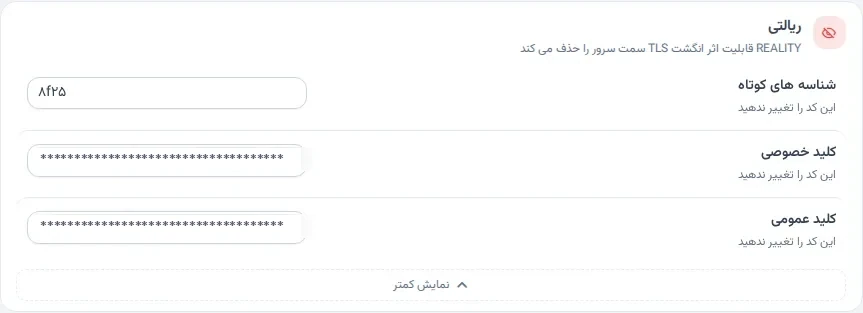 ریالتی
REALITY قابلیت اثر انگشت TLS سمت سرور را حذف می کند
شناسه های کوتاه
این کد را تغییر ندهید
۸f۲۵
کلید خصوصی
این کد را تغییر ندهید
************************************
کلید عمومی
این کد را تغییر ندهید
************************************
نمایش کمتر